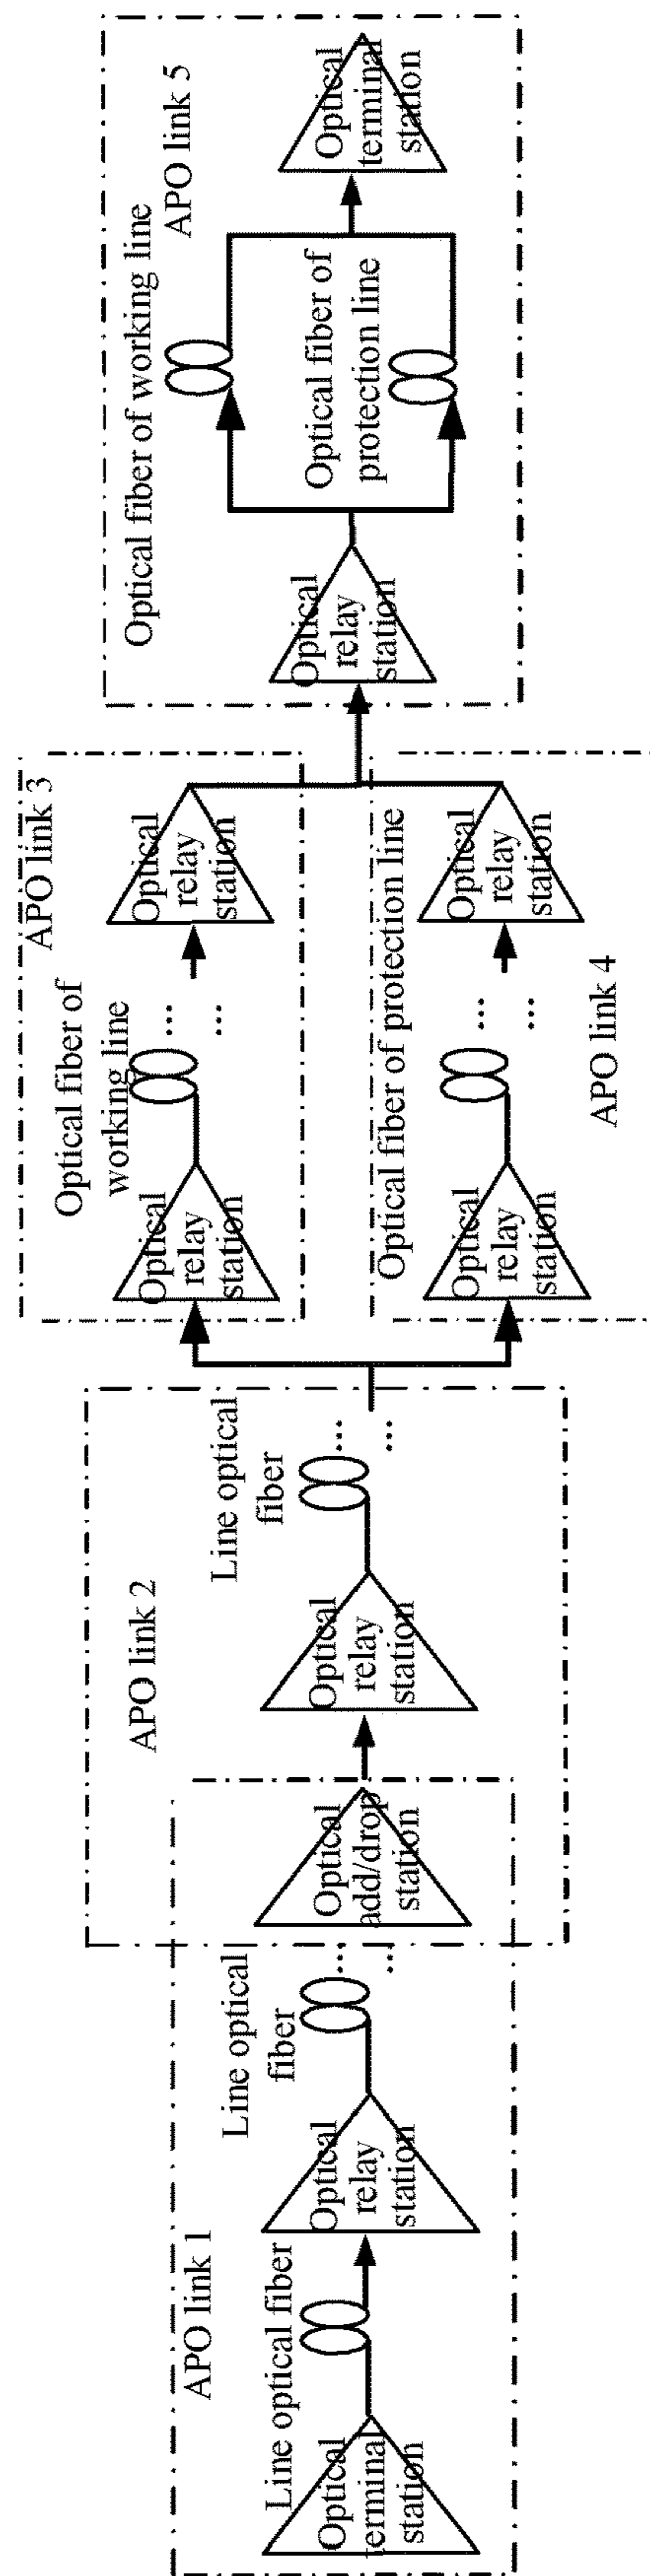 APO link 1
Line optical fiber
Optical
terminal
station
Optical
relay
station
Line optical
fiber
...
...
Optical
add/drop
station
APO link 2
Optical
relay
station
Line optical
fiber
...
...
APO link 3
Optical fiber of
working line
Optical
relay
station
...
...
Optical
relay
station
Optical fiber of protection line
Optical
relay
station
...
...
Optical
relay
station
APO link 4
APO link 5
Optical fiber of working line
Optical
relay
station
Optical fiber of
protection line
Optical
terminal
station